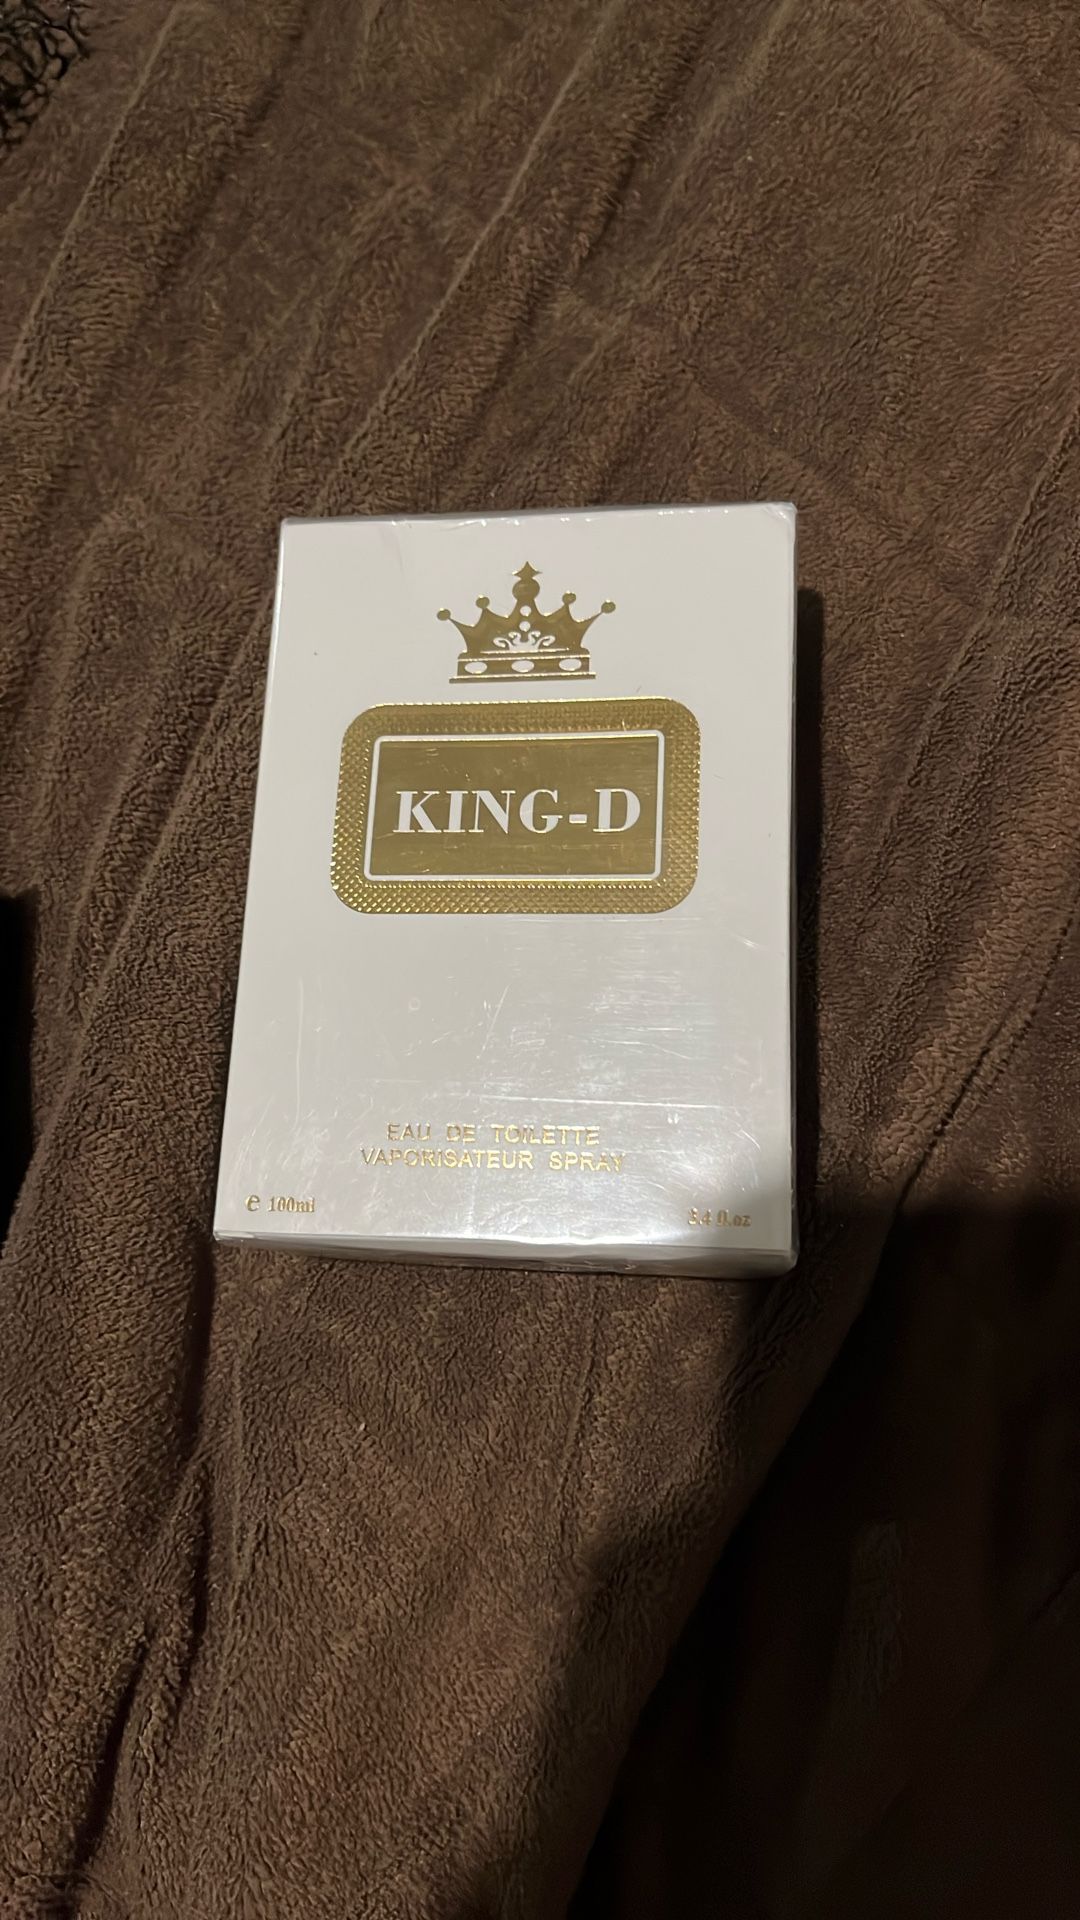 KING-D
EAU DE TOILETTE
VAPORISATEUR SPRAY
℮ 100ml
3.4 fl.oz